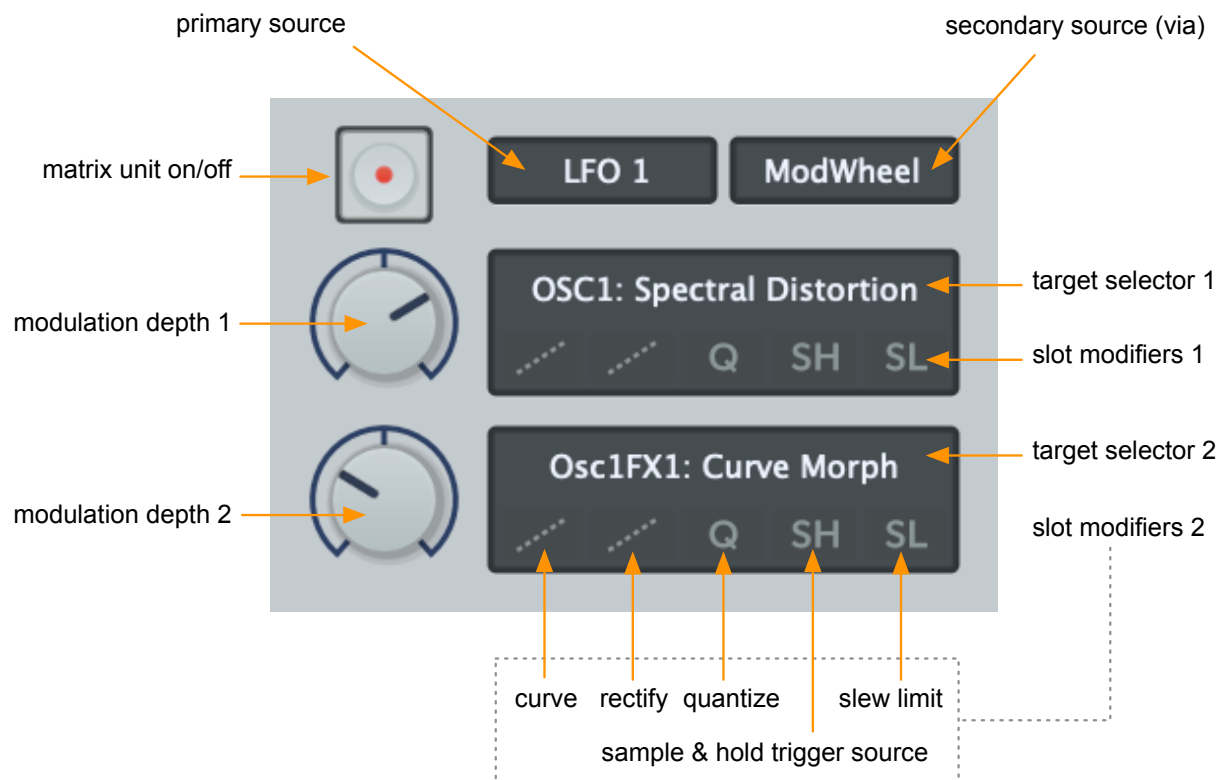 primary source
secondary source (via)
matrix unit on/off
LFO 1
ModWheel
modulation depth 1
OSC1: Spectral Distortion
target selector 1
Q SH SL
slot modifiers 1
modulation depth 2
Osc1FX1: Curve Morph
target selector 2
Q SH SL
slot modifiers 2
curve rectify quantize slew limit
sample & hold trigger source